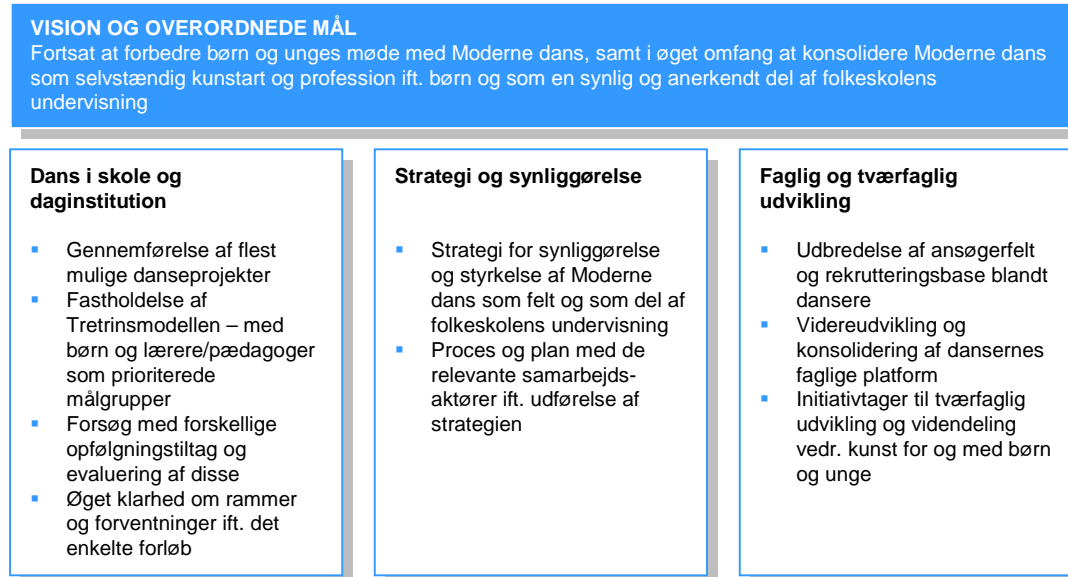 VISION OG OVERORDNEDE MÅL
Fortsat at forbedre børn og unges møde med Moderne dans, samt i øget omfang at konsolidere Moderne dans
som selvstændig kunstart og profession ift. børn og som en synlig og anerkendt del af folkeskolens
undervisning
Dans i skole og
daginstitution
▪ Gennemførelse af flest
mulige danseprojekter
▪ Fastholdelse af
Tretrinsmodellen – med
børn og lærere/pædagoger
som prioriterede
målgrupper
▪ Forsøg med forskellige
opfølgningstiltag og
evaluering af disse
▪ Øget klarhed om rammer
og forventninger ift. det
enkelte forløb
Strategi og synliggørelse
▪ Strategi for synliggørelse
og styrkelse af Moderne
dans som felt og som del af
folkeskolens undervisning
▪ Proces og plan med de
relevante samarbejds-
aktører ift. udførelse af
strategien
Faglig og tværfaglig
udvikling
▪ Udbredelse af ansøgerfelt
og rekrutteringsbase blandt
dansere
▪ Videreudvikling og
konsolidering af dansernes
faglige platform
▪ Initiativtager til tværfaglig
udvikling og videndeling
vedr. kunst for og med børn
og unge